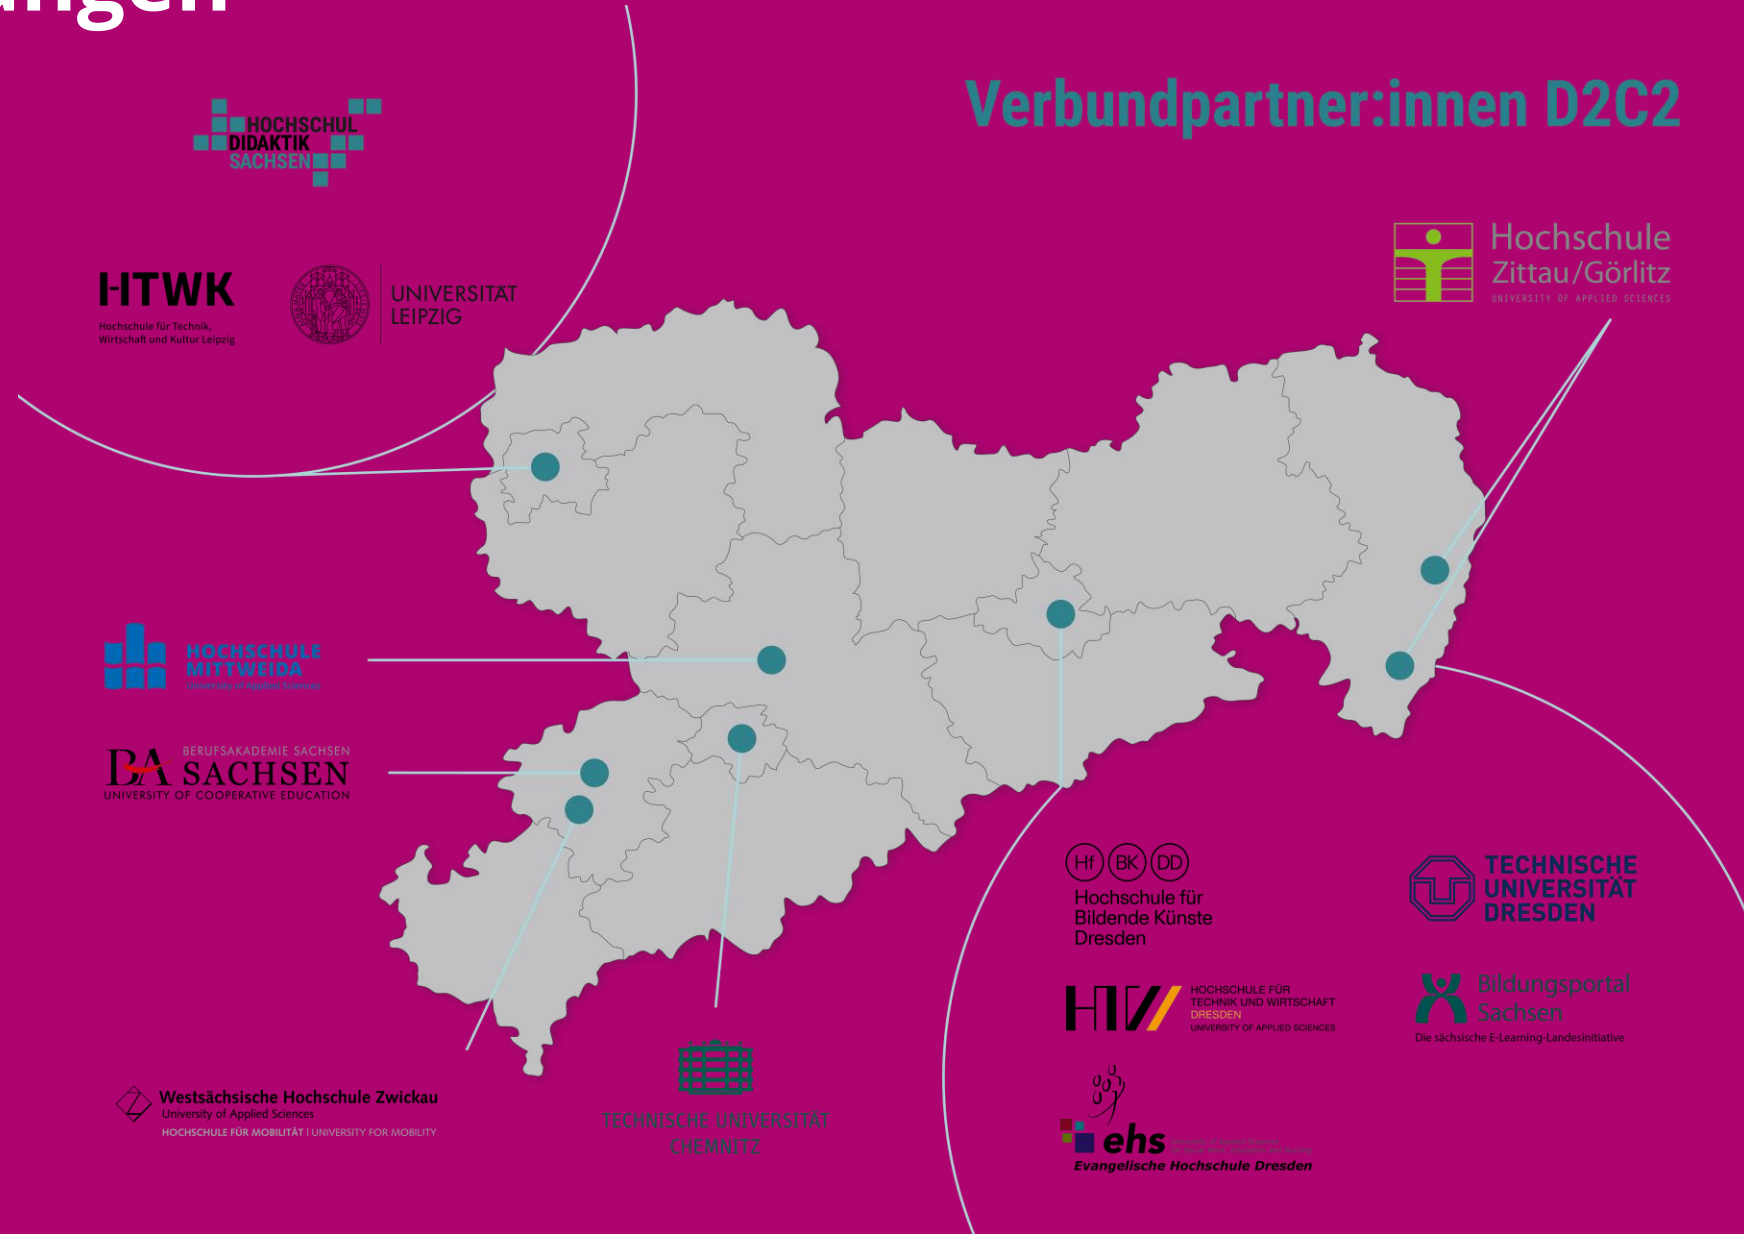 ungen
Verbundpartner:innen D2C2
HOCHSCHUL
DIDAKTIK
SACHSEN
HTWK
Hochschule für Technik,
Wirtschaft und Kultur Leipzig
UNIVERSITÄT
LEIPZIG
Hochschule
Zittau/Görlitz
UNIVERSITY OF APPLIED SCIENCES
HOCHSCHULE
MITTWEIDA
University of Applied Sciences
BERUFSAKADEMIE SACHSEN
BA SACHSEN
UNIVERSITY OF COOPERATIVE EDUCATION
Hf BK DD
Hochschule für
Bildende Künste
Dresden
TECHNISCHE
UNIVERSITÄT
DRESDEN
HTW
HOCHSCHULE FÜR
TECHNIK UND WIRTSCHAFT
DRESDEN
UNIVERSITY OF APPLIED SCIENCES
Bildungsportal
Sachsen
Die sächsische E-Learning-Landesinitiative
Westsächsische Hochschule Zwickau
University of Applied Sciences
HOCHSCHULE FÜR MOBILITÄT | UNIVERSITY FOR MOBILITY
TECHNISCHE UNIVERSITÄT
CHEMNITZ
ehs
Evangelische Hochschule Dresden